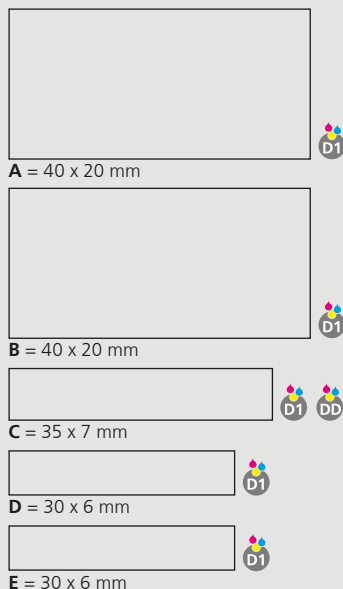 D1
A = 40 x 20 mm
D1
B = 40 x 20 mm
D1 DD
C = 35 x 7 mm
D1
D = 30 x 6 mm
D1
E = 30 x 6 mm